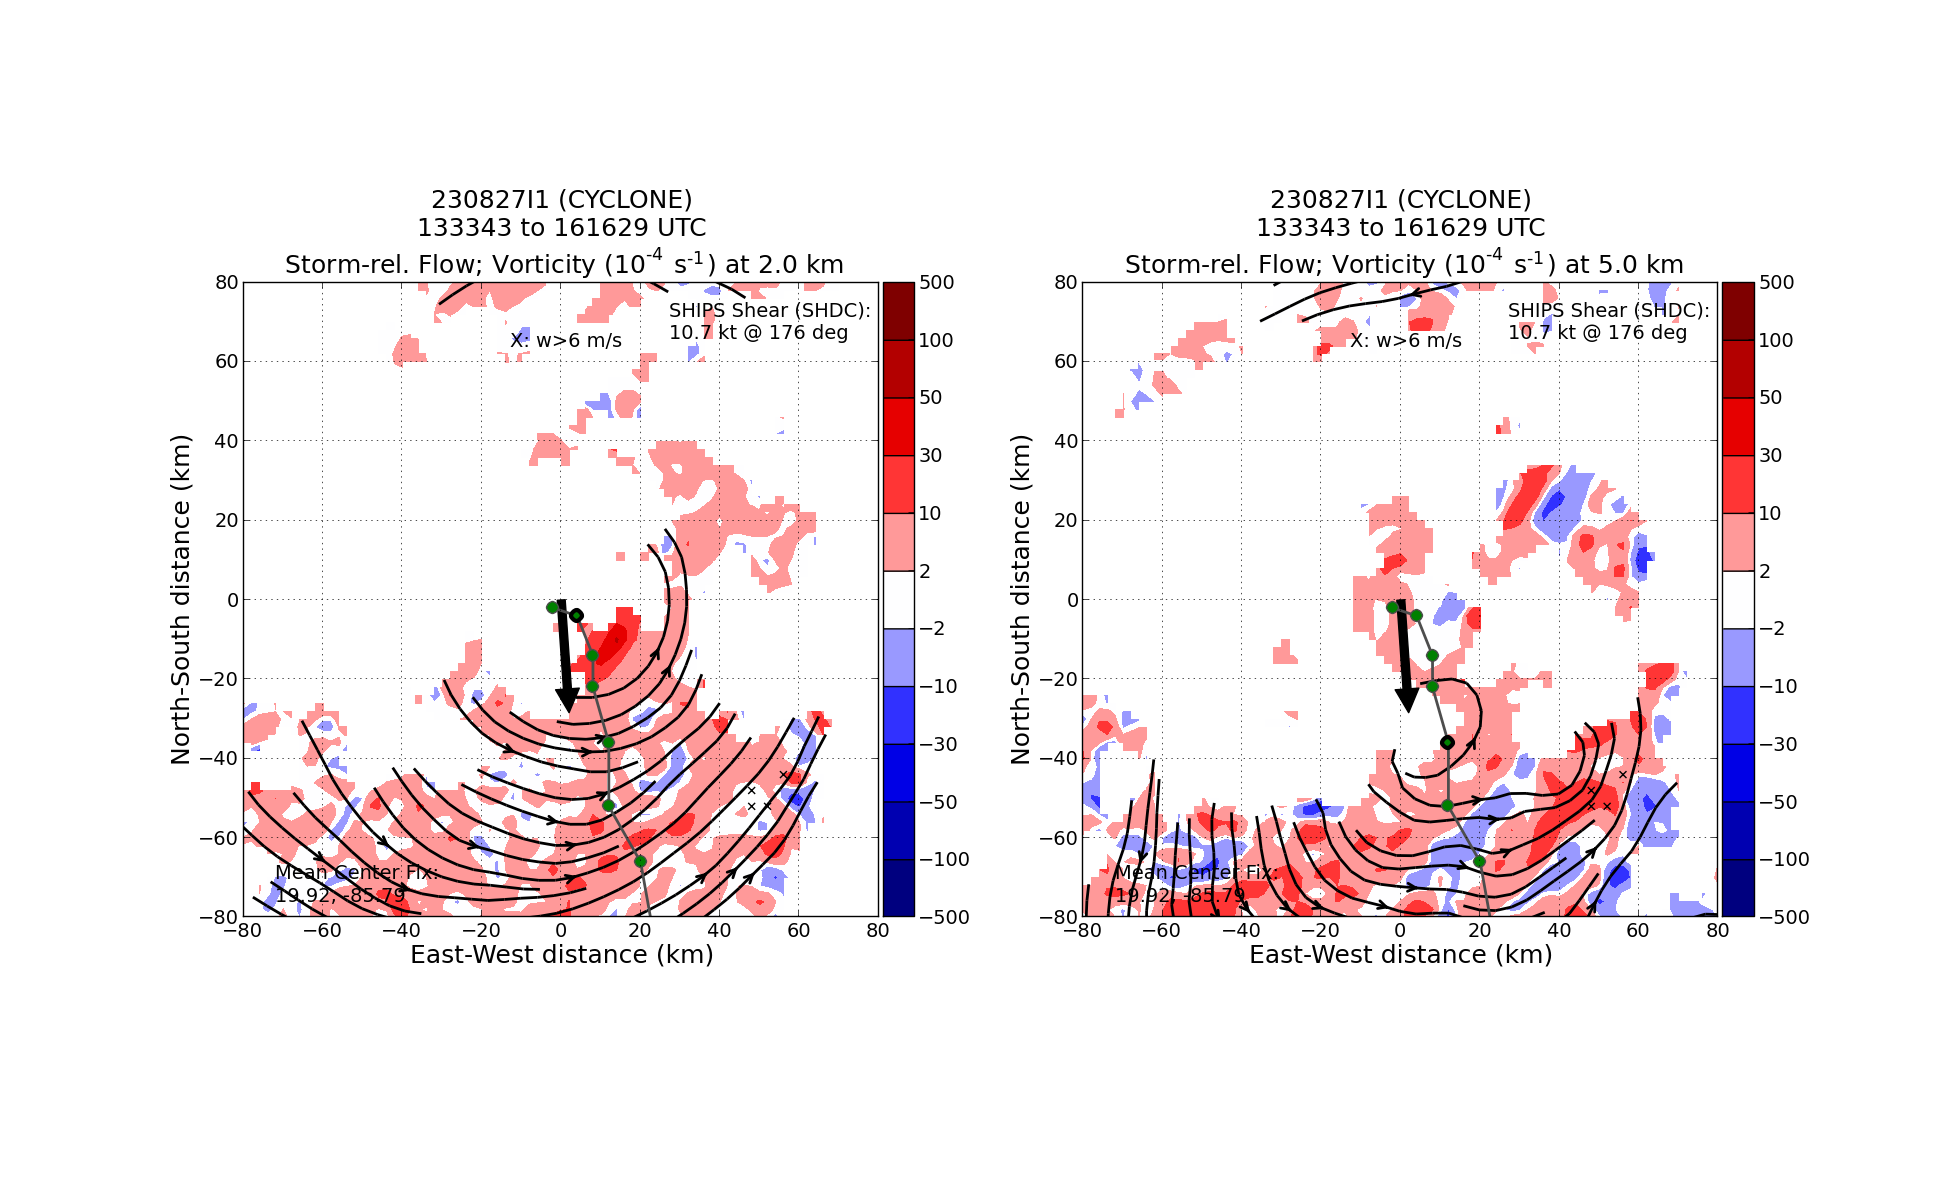 230827I1 (CYCLONE)
133343 to 161629 UTC
Storm-rel. Flow; Vorticity (10⁻⁴ s⁻¹) at 2.0 km
SHIPS Shear (SHDC):
10.7 kt @ 176 deg
X: w>6 m/s
Mean Center Fix:
19.92, -85.79
80
60
40
20
0
−20
−40
−60
−80
North-South distance (km)
−80 −60 −40 −20 0 20 40 60 80
East-West distance (km)
500
100
50
30
10
2
−2
−10
−30
−50
−100
−500
230827I1 (CYCLONE)
133343 to 161629 UTC
Storm-rel. Flow; Vorticity (10⁻⁴ s⁻¹) at 5.0 km
SHIPS Shear (SHDC):
10.7 kt @ 176 deg
X: w>6 m/s
Mean Center Fix:
19.92, -85.79
80
60
40
20
0
−20
−40
−60
−80
North-South distance (km)
−80 −60 −40 −20 0 20 40 60 80
East-West distance (km)
500
100
50
30
10
2
−2
−10
−30
−50
−100
−500